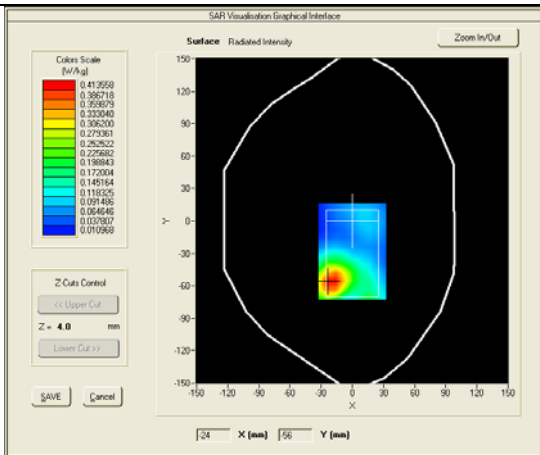 SAR Visualisation Graphical Interface
Surface Radiated Intensity
Zoom In/Out
Colors Scale
(W/kg)
0.413558
0.386718
0.359879
0.333040
0.306200
0.279361
0.252522
0.225682
0.198843
0.172004
0.145164
0.118325
0.091486
0.064646
0.037807
0.010968
Z-Cuts Control
<< Upper Cut
Z = 4.0 mm
Lower Cut >>
SAVE Cancel
150
120
90
60
30
0
-30
-60
-90
-120
-150
Y
-150 -120 -90 -60 -30 0 30 60 90 120 150
X
-24 X (mm) -56 Y (mm)